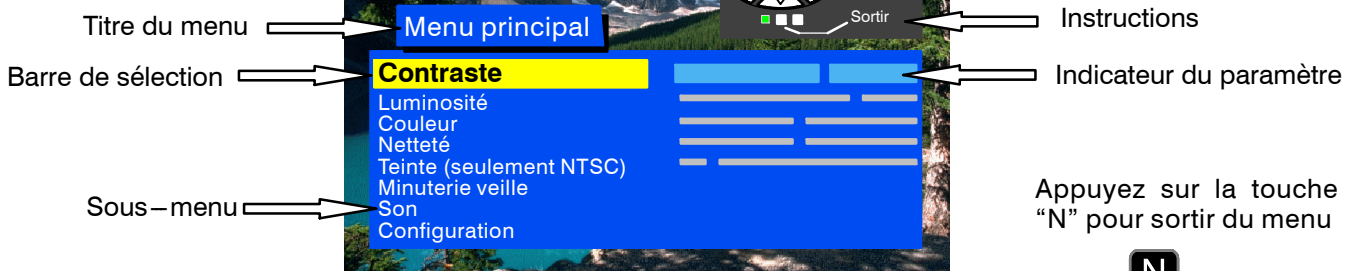 Titre du menu
Menu principal
Sortir
Instructions
Barre de sélection
Contraste
Indicateur du paramètre
Luminosité
Couleur
Netteté
Teinte (seulement NTSC)
Minuterie veille
Sous−menu
Son
Configuration
Appuyez sur la touche
“N” pour sortir du menu
N